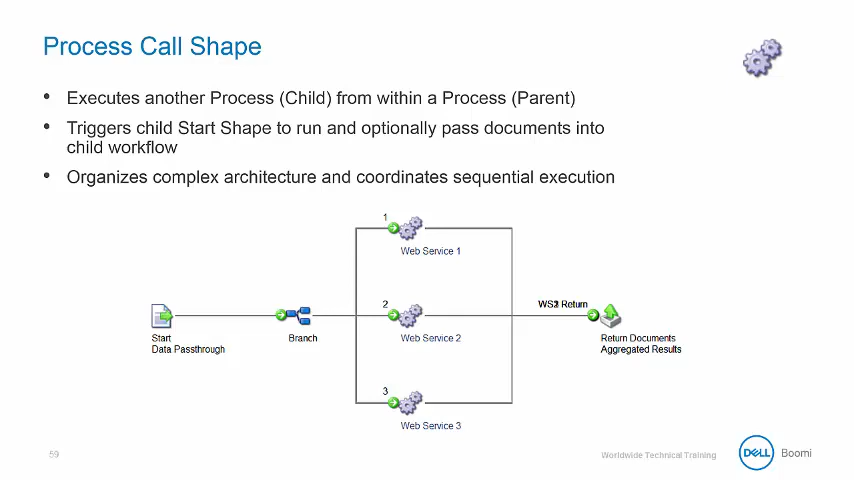 Process Call Shape
• Executes another Process (Child) from within a Process (Parent)
• Triggers child Start Shape to run and optionally pass documents into
child workflow
• Organizes complex architecture and coordinates sequential execution
1
Web Service 1
2
Web Service 2
3
Web Service 3
Start
Data Passthrough
Branch
Return
Return Documents
Aggregated Results
59
Worldwide Technical Training
DELL
Boomi